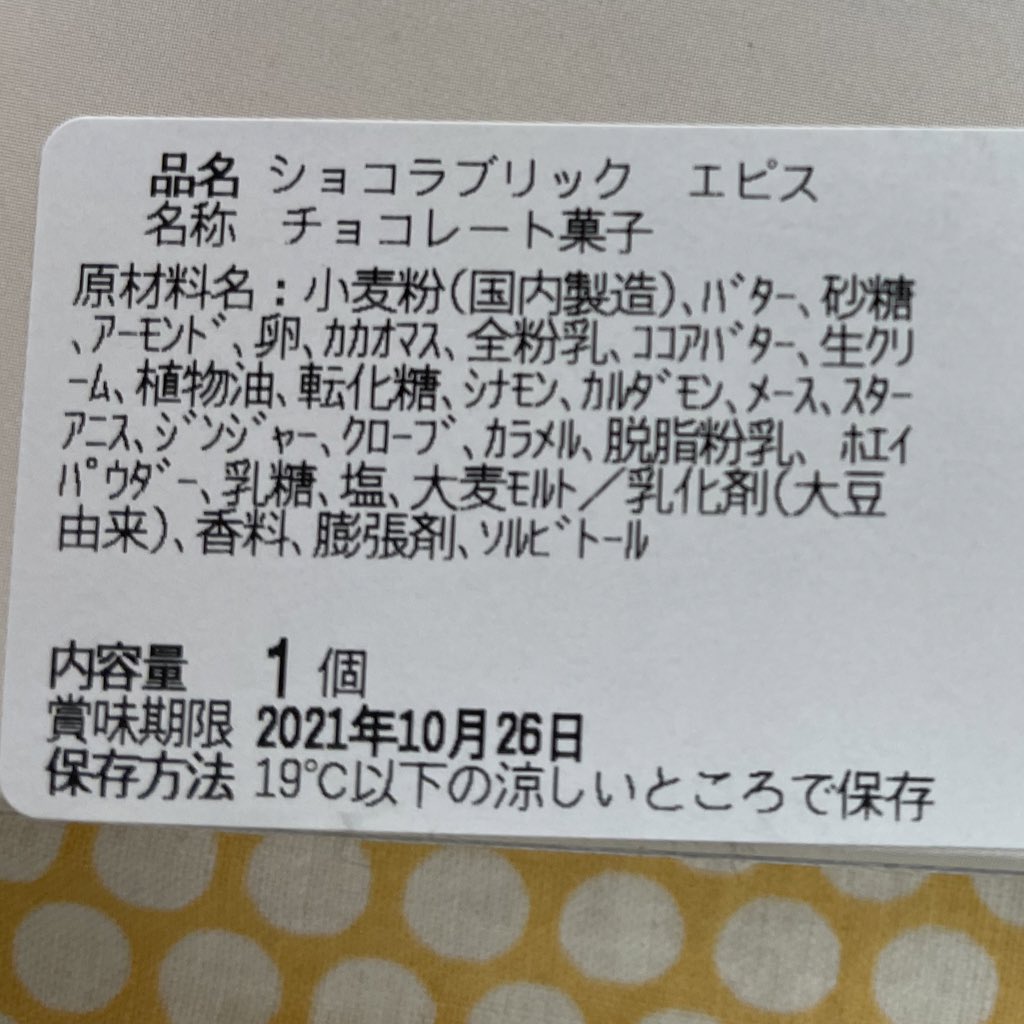 品名 ショコラブリック エピス
名称 チョコレート菓子
原材料名：小麦粉（国内製造）、ﾊﾞﾀｰ、砂糖
、ｱｰﾓﾝﾄﾞ、卵、ｶｶｵﾏｽ、全粉乳、ｺｺｱﾊﾞﾀｰ、生ｸﾘ
ｰﾑ、植物油、転化糖、ｼﾅﾓﾝ、ｶﾙﾀﾞﾓﾝ、ﾒｰｽ、ｽﾀｰ
ｱﾆｽ、ｼﾞﾝｼﾞｬｰ、ｸﾛｰﾌﾞ、ｶﾗﾒﾙ、脱脂粉乳、ﾎｴｲ
ﾊﾟｳﾀﾞｰ、乳糖、塩、大麦ﾓﾙﾄ／乳化剤（大豆
由来）、香料、膨張剤、ｿﾙﾋﾞﾄｰﾙ
内容量 1 個
賞味期限 2021年10月26日
保存方法 19℃以下の涼しいところで保存